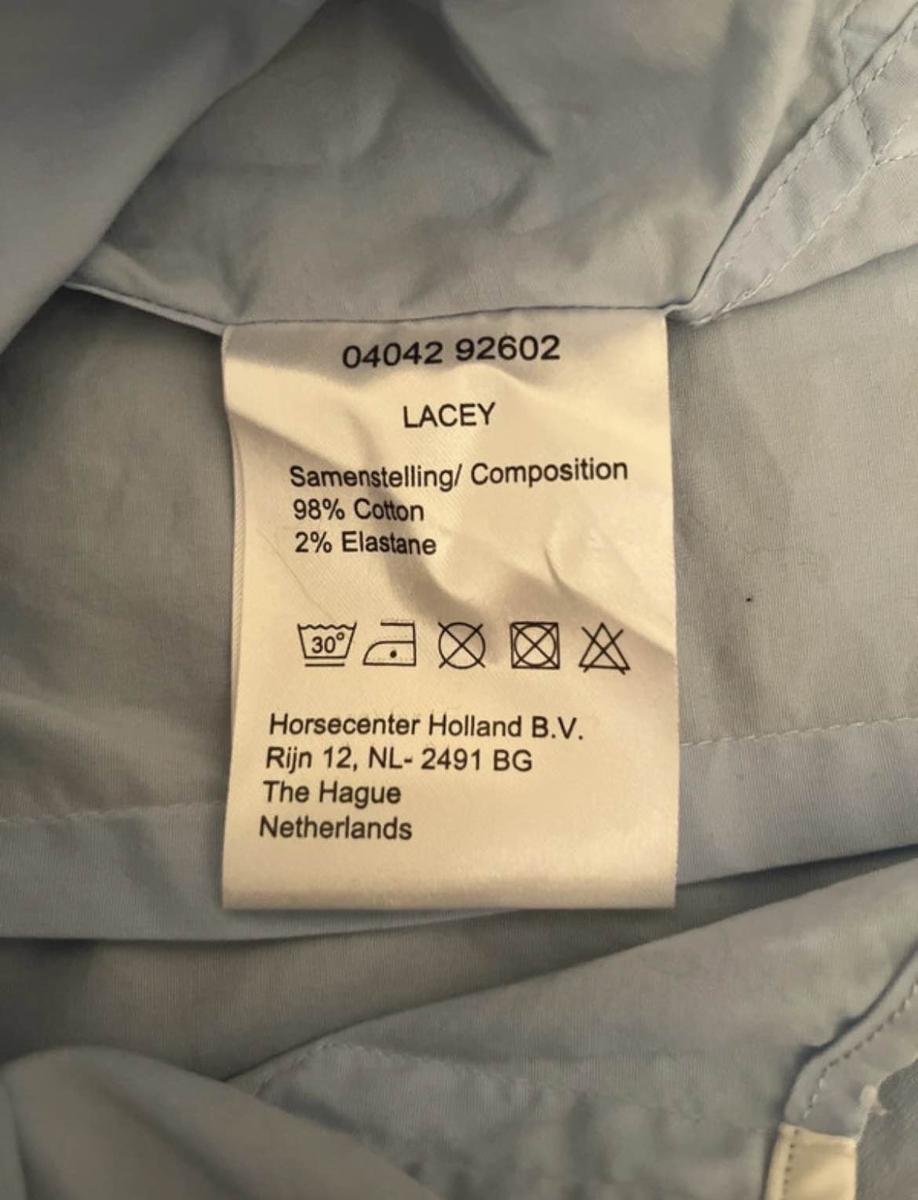 04042 92602
LACEY
Samenstelling/ Composition
98% Cotton
2% Elastane
30°
Horsecenter Holland B.V.
Rijn 12, NL- 2491 BG
The Hague
Netherlands